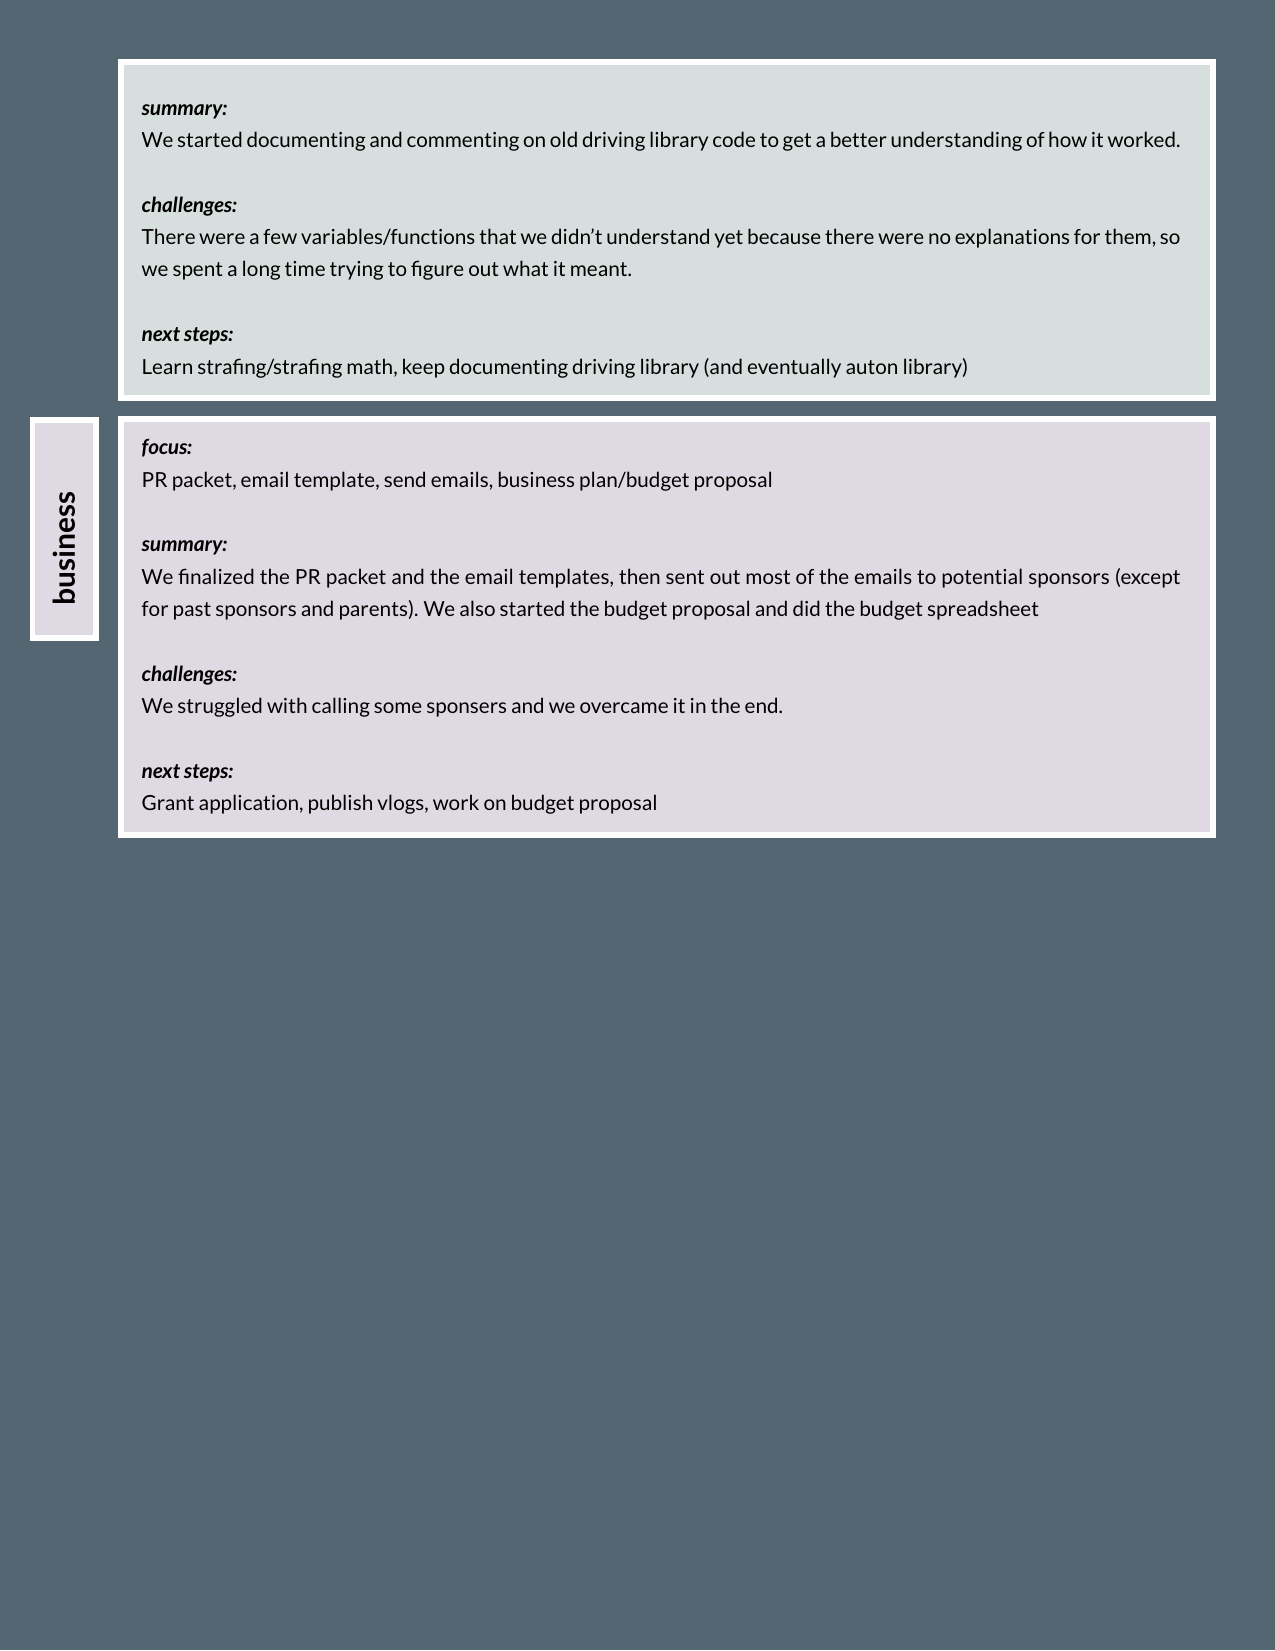 summary:
We started documenting and commenting on old driving library code to get a better understanding of how it worked.
challenges:
There were a few variables/functions that we didn’t understand yet because there were no explanations for them, so
we spent a long time trying to figure out what it meant.
next steps:
Learn strafing/strafing math, keep documenting driving library (and eventually auton library)
business
focus:
PR packet, email template, send emails, business plan/budget proposal
summary:
We finalized the PR packet and the email templates, then sent out most of the emails to potential sponsors (except
for past sponsors and parents). We also started the budget proposal and did the budget spreadsheet
challenges:
We struggled with calling some sponsers and we overcame it in the end.
next steps:
Grant application, publish vlogs, work on budget proposal